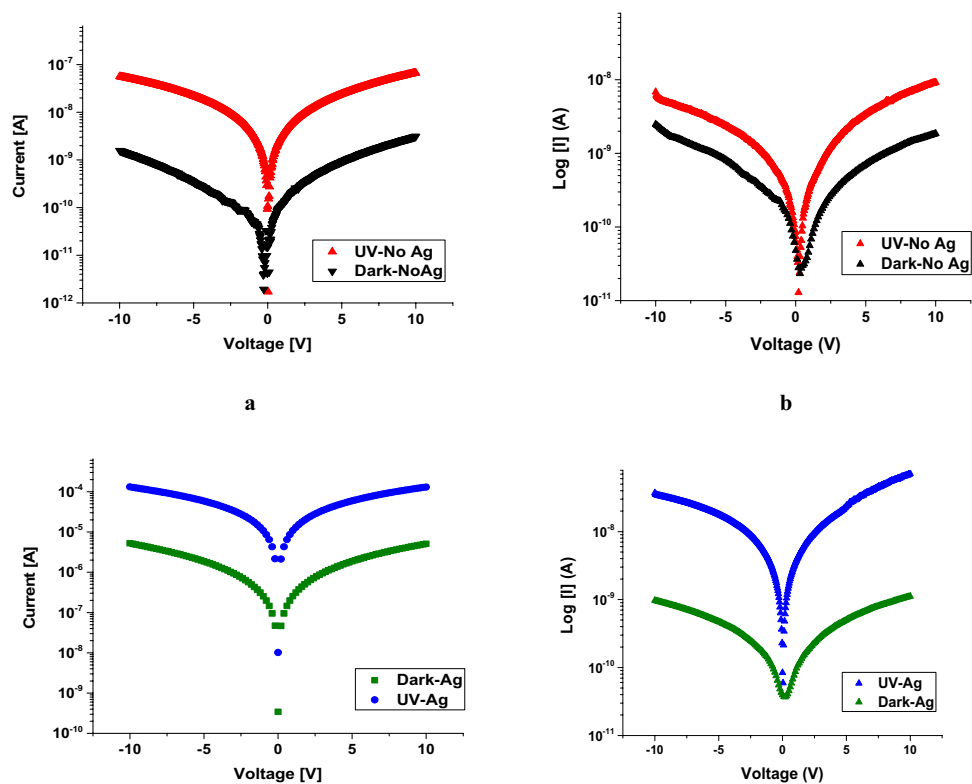 Current [A]
10⁻⁷
10⁻⁸
10⁻⁹
10⁻¹⁰
10⁻¹¹
10⁻¹²
UV-No Ag
Dark-NoAg
-10 -5 0 5 10
Voltage [V]
a
Log [I] (A)
10⁻⁸
10⁻⁹
10⁻¹⁰
10⁻¹¹
UV-No Ag
Dark-No Ag
-10 -5 0 5 10
Voltage (V)
b
Current [A]
10⁻⁴
10⁻⁵
10⁻⁶
10⁻⁷
10⁻⁸
10⁻⁹
10⁻¹⁰
Dark-Ag
UV-Ag
-10 -5 0 5 10
Voltage [V]
Log [I] (A)
10⁻⁸
10⁻⁹
10⁻¹⁰
10⁻¹¹
UV-Ag
Dark-Ag
-10 -5 0 5 10
Voltage (V)